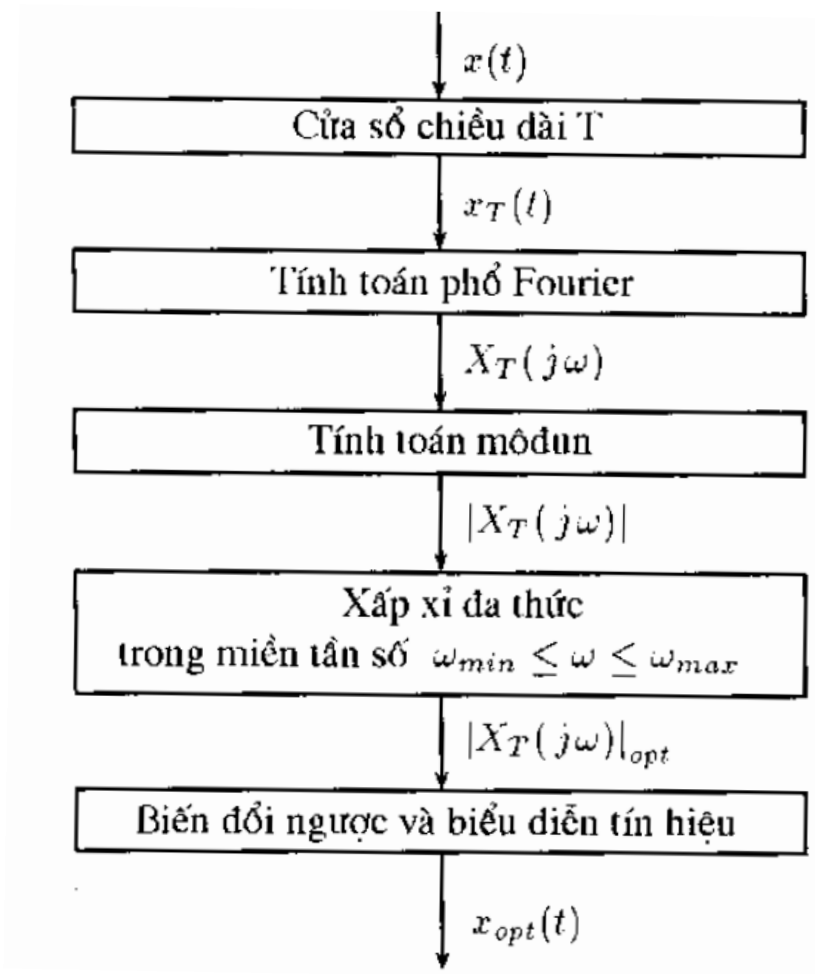 x(t)
Cửa sổ chiều dài T
x_T(t)
Tính toán phổ Fourier
X_T(jω)
Tính toán môđun
|X_T(jω)|
Xấp xỉ đa thức
trong miền tần số ω_min ≤ ω ≤ ω_max
|X_T(jω)|_opt
Biến đổi ngược và biểu diễn tín hiệu
x_opt(t)